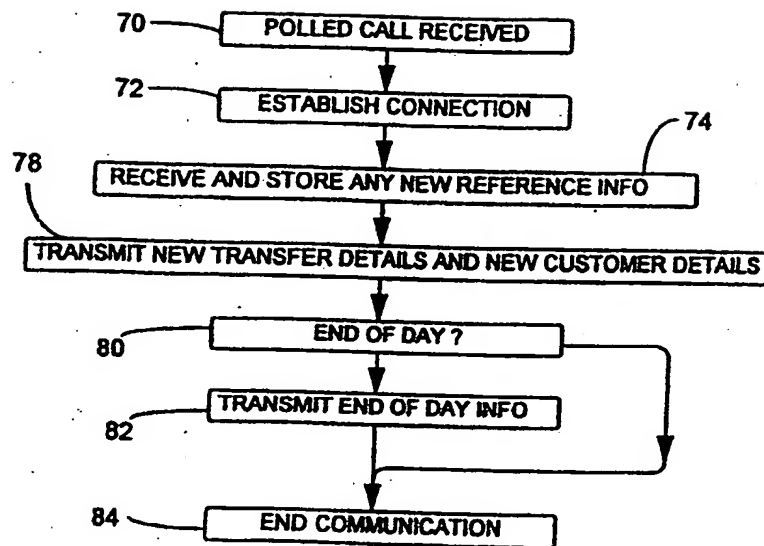 70
POLLED CALL RECEIVED
72
ESTABLISH CONNECTION
74
RECEIVE AND STORE ANY NEW REFERENCE INFO
78
TRANSMIT NEW TRANSFER DETAILS AND NEW CUSTOMER DETAILS
80
END OF DAY ?
82
TRANSMIT END OF DAY INFO
84
END COMMUNICATION